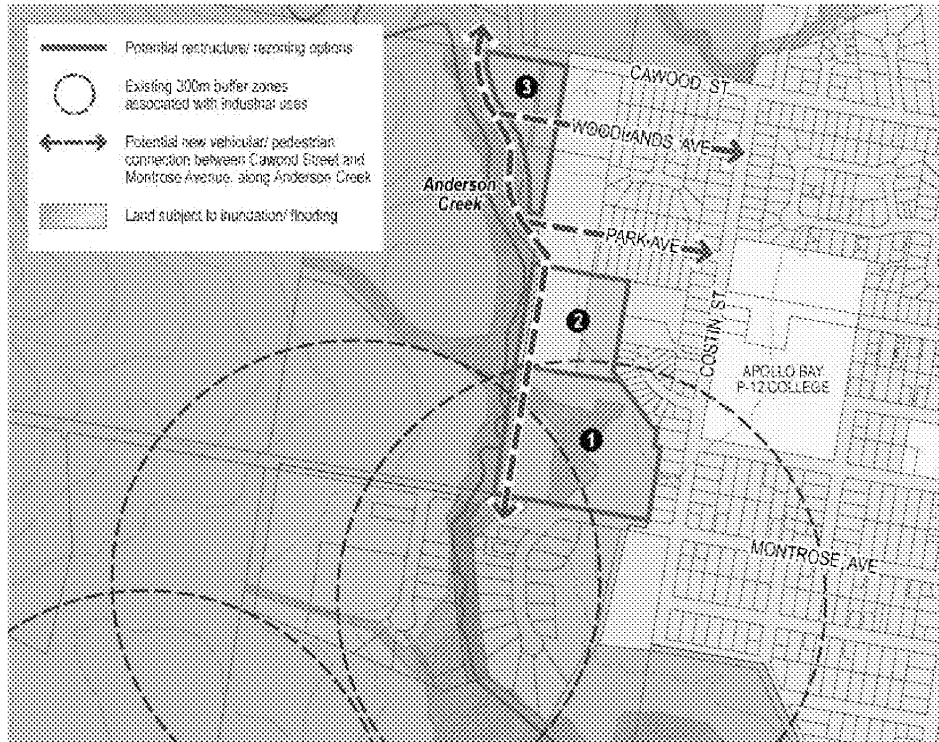 Potential restructure/ rezoning options
Existing 300m buffer zones
associated with industrial uses
Potential new vehicular/ pedestrian
connection between Cawood Street and
Montrose Avenue, along Anderson Creek
Land subject to inundation/ flooding
CAWOOD ST
3
WOODLANDS AVE
Anderson
Creek
PARK AVE
2
COSTIN ST
APOLLO BAY
P-12 COLLEGE
1
MONTROSE AVE